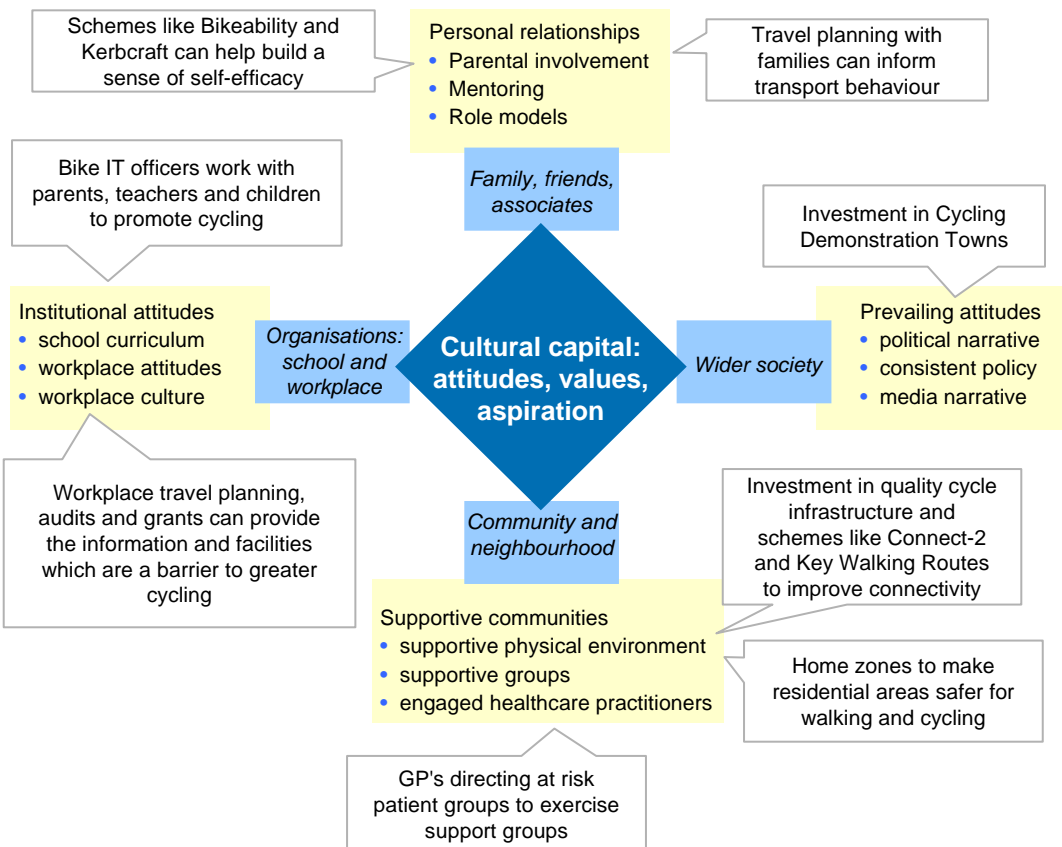 Schemes like Bikeability and
Kerbcraft can help build a
sense of self-efficacy
Personal relationships
• Parental involvement
• Mentoring
• Role models
Travel planning with
families can inform
transport behaviour
Bike IT officers work with
parents, teachers and children
to promote cycling
Family, friends,
associates
Investment in Cycling
Demonstration Towns
Institutional attitudes
• school curriculum
• workplace attitudes
• workplace culture
Organisations:
school and
workplace
Cultural capital:
attitudes, values,
aspiration
Wider society
Prevailing attitudes
• political narrative
• consistent policy
• media narrative
Workplace travel planning,
audits and grants can provide
the information and facilities
which are a barrier to greater
cycling
Community and
neighbourhood
Investment in quality cycle
infrastructure and
schemes like Connect-2
and Key Walking Routes
to improve connectivity
Supportive communities
• supportive physical environment
• supportive groups
• engaged healthcare practitioners
Home zones to make
residential areas safer for
walking and cycling
GP's directing at risk
patient groups to exercise
support groups